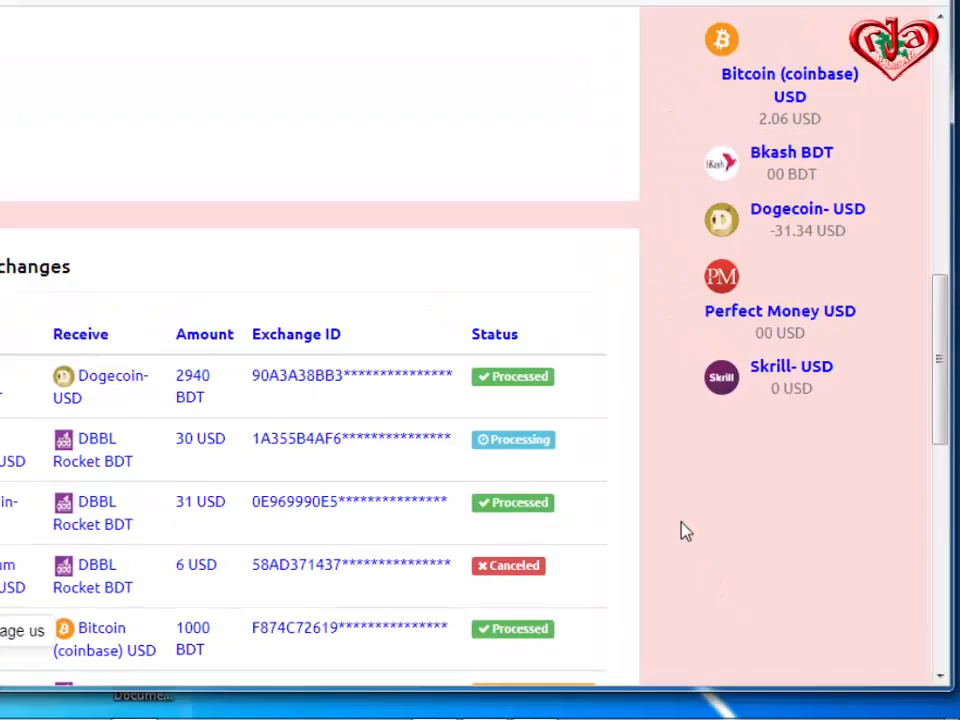 Bitcoin (coinbase)
USD
2.06 USD
Bkash BDT
00 BDT
Dogecoin- USD
-31.34 USD
PM
Perfect Money USD
00 USD
Skrill
Skrill- USD
0 USD
changes
Receive Amount Exchange ID Status
Dogecoin- 2940 90A3A38BB3*************** Processed
USD BDT
DBBL 30 USD 1A355B4AF6*************** Processing
USD Rocket BDT
in- DBBL 31 USD 0E969990E5*************** Processed
Rocket BDT
um DBBL 6 USD 58AD371437*************** Canceled
USD Rocket BDT
age us Bitcoin 1000 F874C72619*************** Processed
(coinbase) USD BDT
Docume...